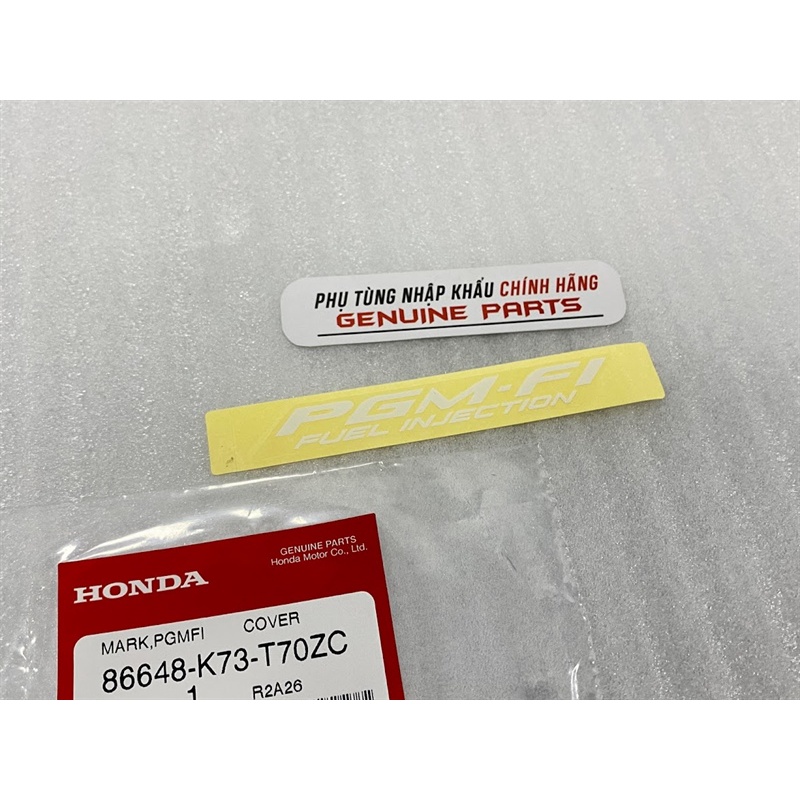 PHỤ TÙNG NHẬP KHẨU CHÍNH HÃNG
GENUINE PARTS
PGM-FI
FUEL INJECTION
GENUINE PARTS
Honda Motor Co., Ltd.
HONDA
MARK,PGMFI COVER
86648-K73-T70ZC
1 R2A26